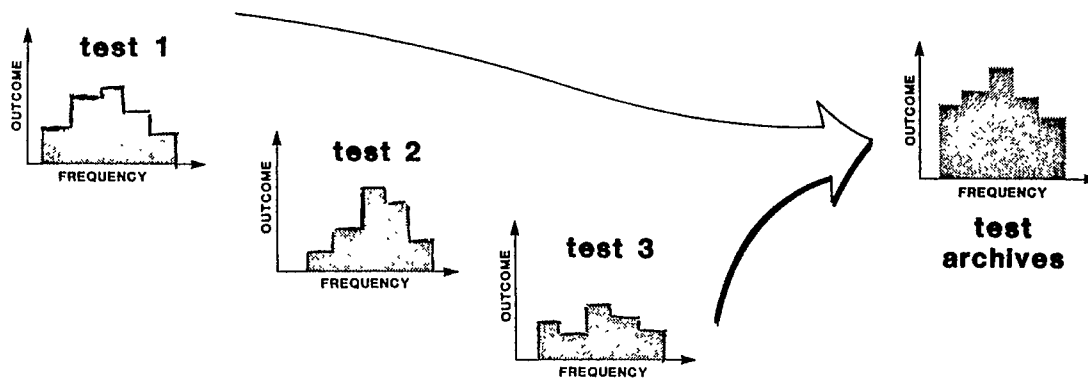 test 1
OUTCOME
FREQUENCY
test 2
OUTCOME
FREQUENCY
test 3
OUTCOME
FREQUENCY
OUTCOME
FREQUENCY
test
archives